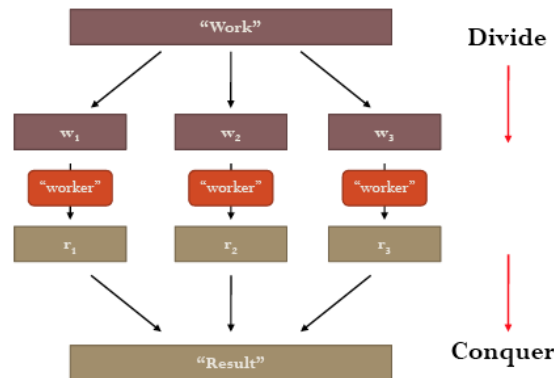 “Work”
Divide
w₁ w₂ w₃
“worker” “worker” “worker”
r₁ r₂ r₃
“Result”
Conquer